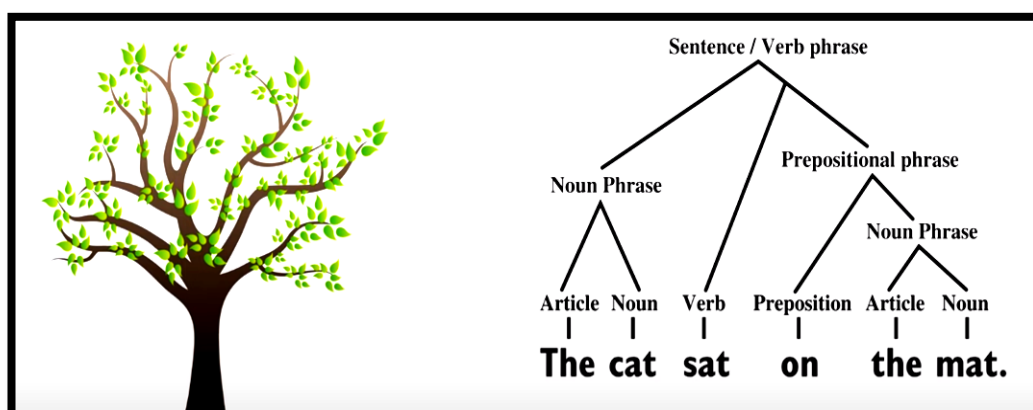 Sentence / Verb phrase
Prepositional phrase
Noun Phrase
Noun Phrase
Article Noun Verb Preposition Article Noun
The cat sat on the mat.